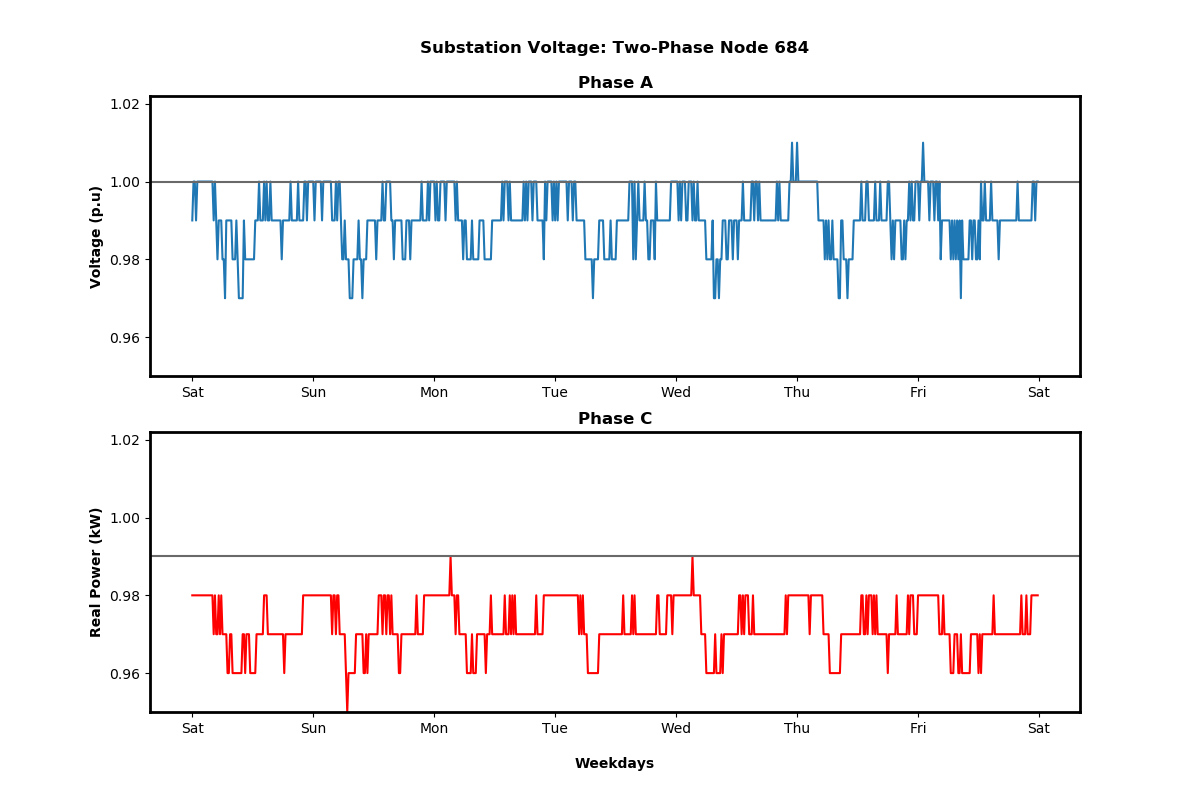 Substation Voltage: Two-Phase Node 684
Phase A
Voltage (p.u)
1.02
1.00
0.98
0.96
Sat Sun Mon Tue Wed Thu Fri Sat
Phase C
Real Power (kW)
1.02
1.00
0.98
0.96
Sat Sun Mon Tue Wed Thu Fri Sat
Weekdays